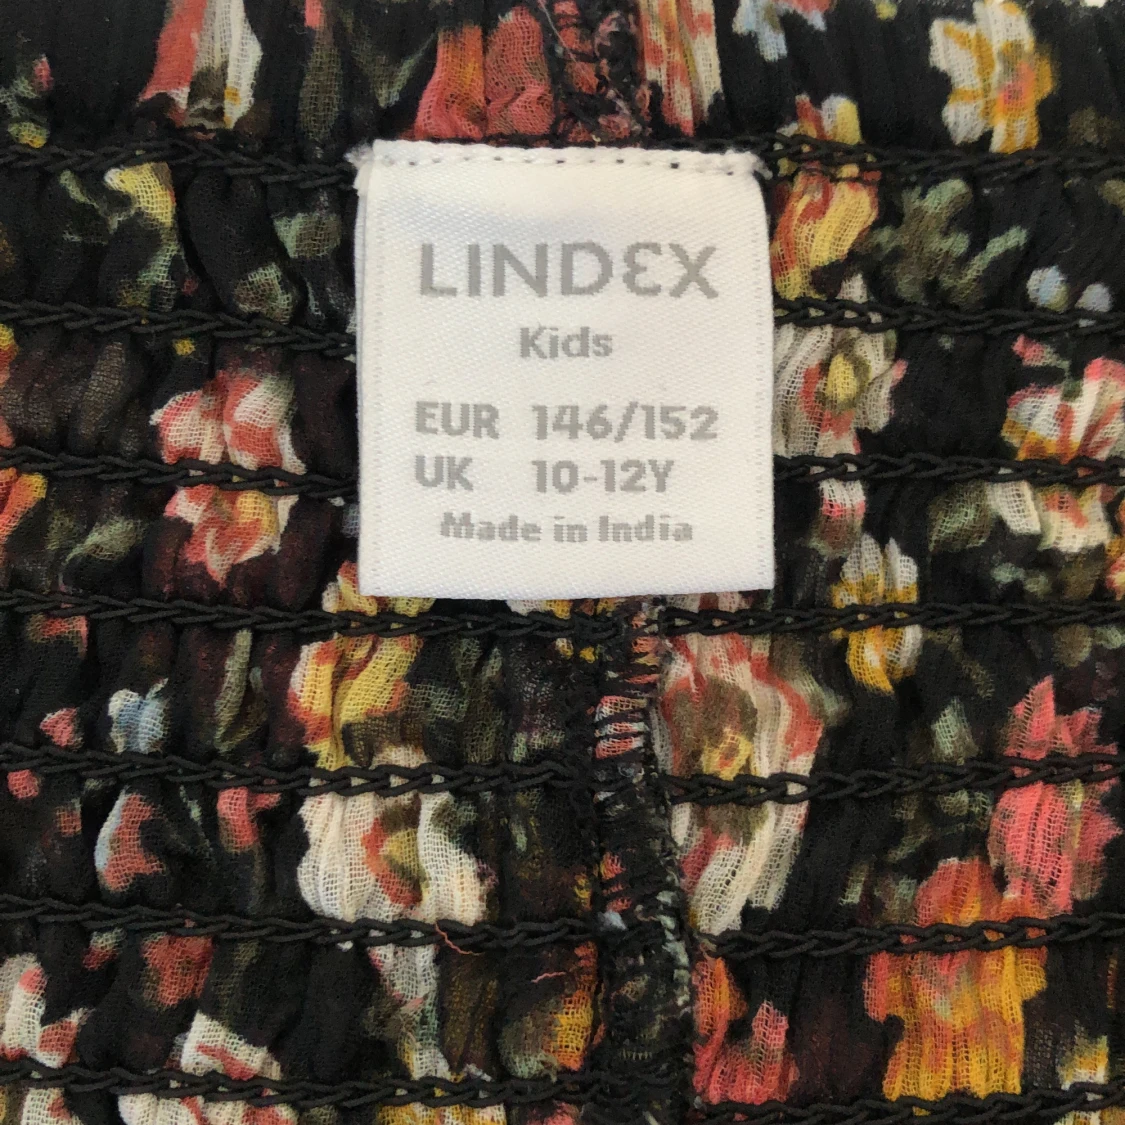 LINDEX
Kids
EUR 146/152
UK 10-12Y
Made in India